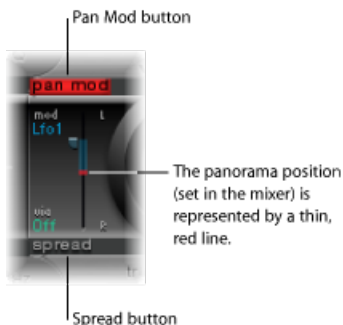 Pan Mod button
pan mod
mod
L
Lfo1
The panorama position
(set in the mixer) is
represented by a thin,
red line.
via
Off
R
spread
tr
Spread button